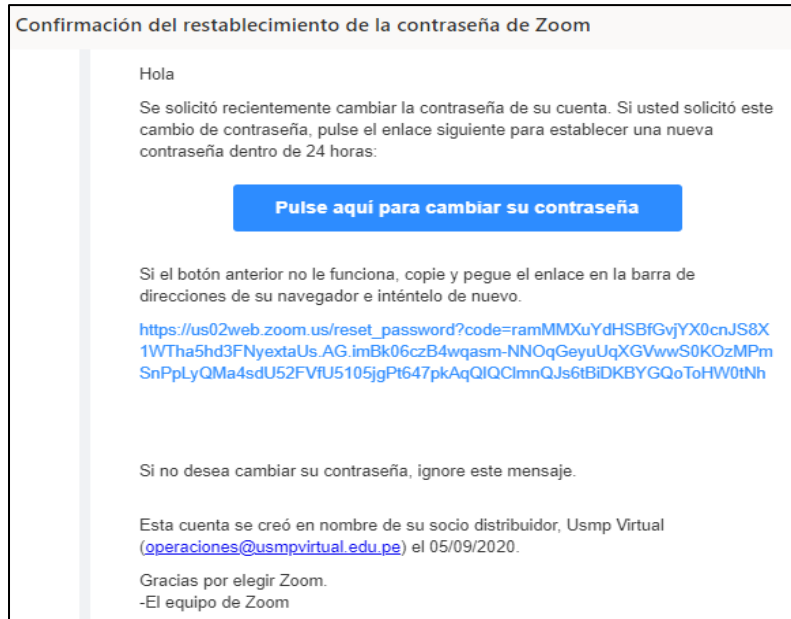 Confirmación del restablecimiento de la contraseña de Zoom
Hola
Se solicitó recientemente cambiar la contraseña de su cuenta. Si usted solicitó este
cambio de contraseña, pulse el enlace siguiente para establecer una nueva
contraseña dentro de 24 horas:
Pulse aquí para cambiar su contraseña
Si el botón anterior no le funciona, copie y pegue el enlace en la barra de
direcciones de su navegador e inténtelo de nuevo.
https://us02web.zoom.us/reset_password?code=ramMMXuYdHSBfGvjYX0cnJS8X
1WTha5hd3FNyextaUs.AG.imBk06czB4wqasm-NNOqGeyuUqXGVwwS0KOzMPm
SnPpLyQMa4sdU52FVfU5105jgPt647pkAqQIQClmnQJs6tBiDKBYGQoToHW0tNh
Si no desea cambiar su contraseña, ignore este mensaje.
Esta cuenta se creó en nombre de su socio distribuidor, Usmp Virtual
(operaciones@usmpvirtual.edu.pe) el 05/09/2020.
Gracias por elegir Zoom.
-El equipo de Zoom